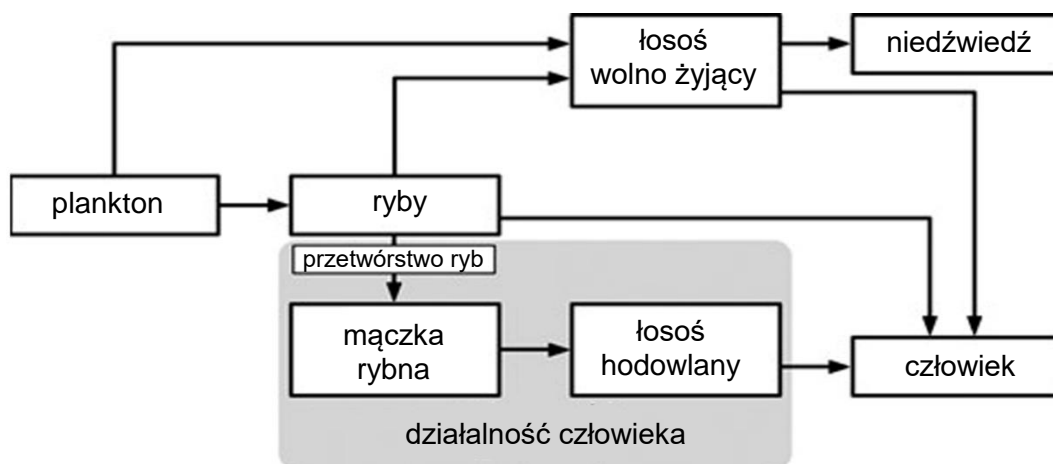 łosoś
wolno żyjący
niedźwiedź
plankton
ryby
przetwórstwo ryb
mączka
rybna
łosoś
hodowlany
człowiek
działalność człowieka